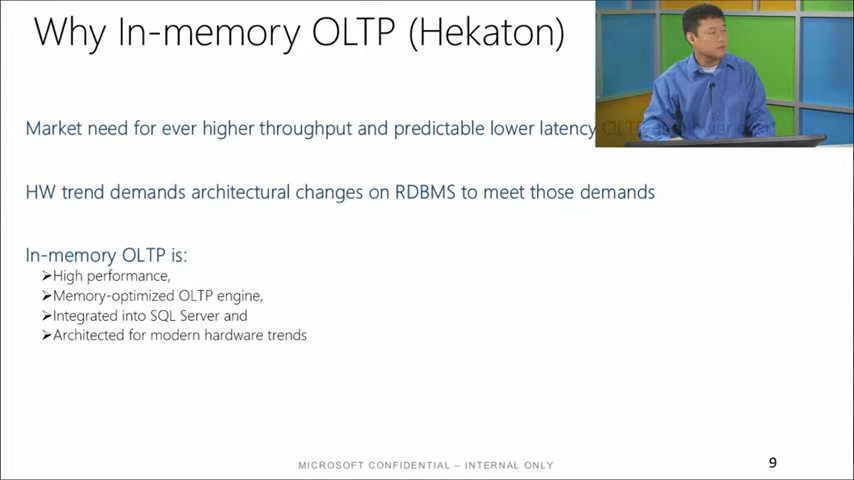 Why In-memory OLTP (Hekaton)
Market need for ever higher throughput and predictable lower latency OLTP
HW trend demands architectural changes on RDBMS to meet those demands
In-memory OLTP is:
➢High performance,
➢Memory-optimized OLTP engine,
➢Integrated into SQL Server and
➢Architected for modern hardware trends
MICROSOFT CONFIDENTIAL – INTERNAL ONLY
9